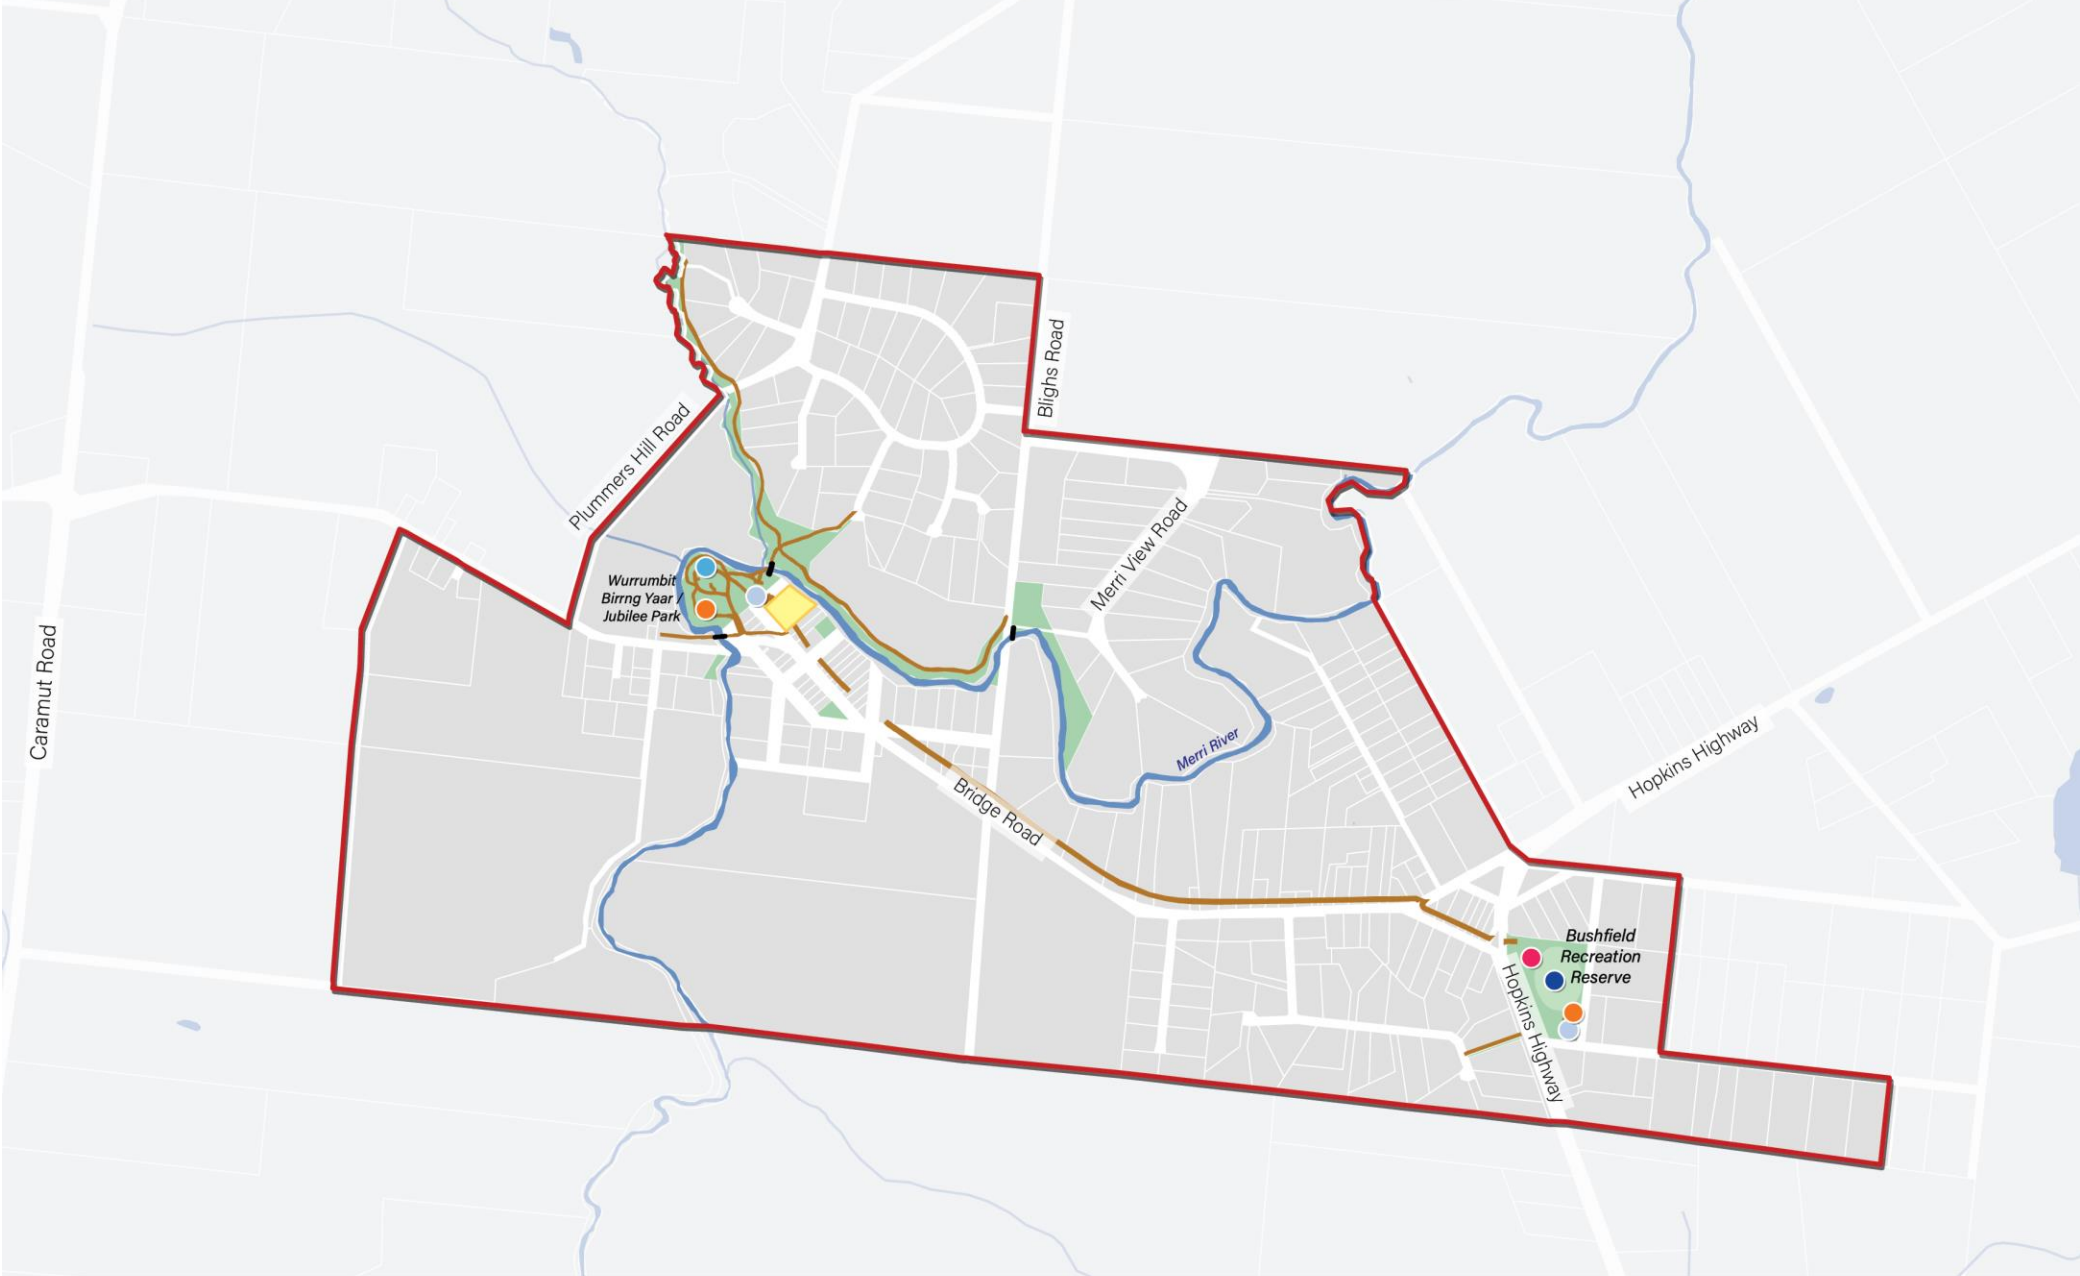 Blighs Road
Plummers Hill Road
Merri View Road
Wurrumbit
Birrng Yaar /
Jubilee Park
Caramut Road
Merri River
Hopkins Highway
Bridge Road
Bushfield
Recreation
Reserve
Hopkins Highway